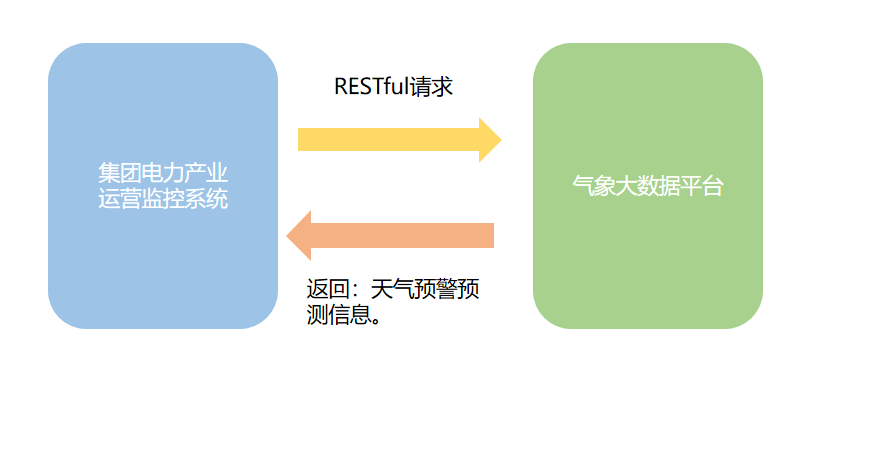 RESTful请求
集团电力产业
运营监控系统
气象大数据平台
返回：天气预警预
测信息。